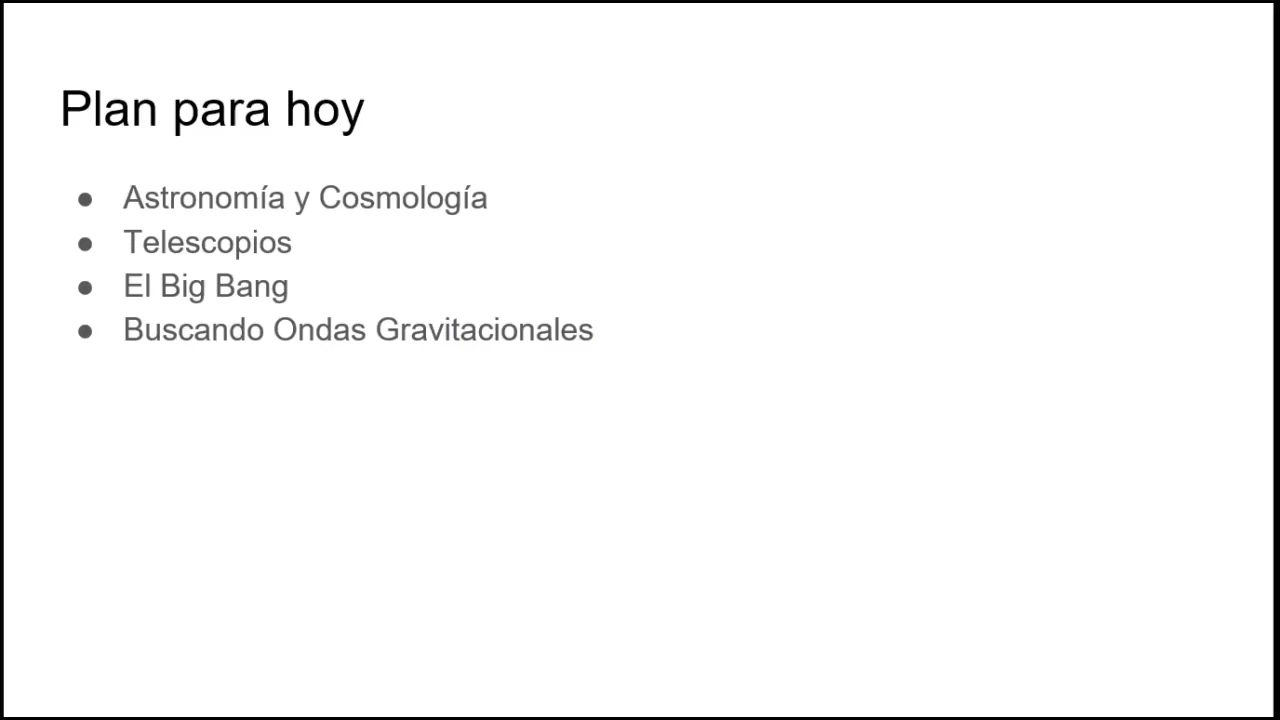 Plan para hoy
● Astronomía y Cosmología
● Telescopios
● El Big Bang
● Buscando Ondas Gravitacionales